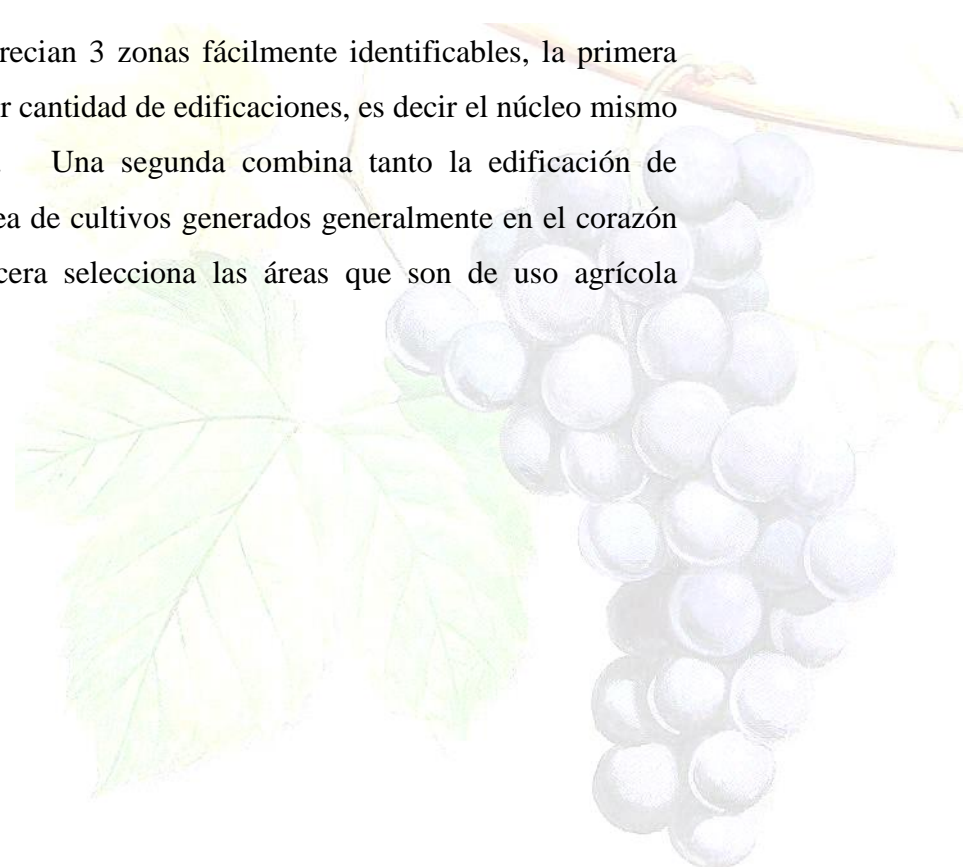 recian 3 zonas fácilmente identificables, la primera
r cantidad de edificaciones, es decir el núcleo mismo
Una segunda combina tanto la edificación de
ea de cultivos generados generalmente en el corazón
cera selecciona las áreas que son de uso agrícola